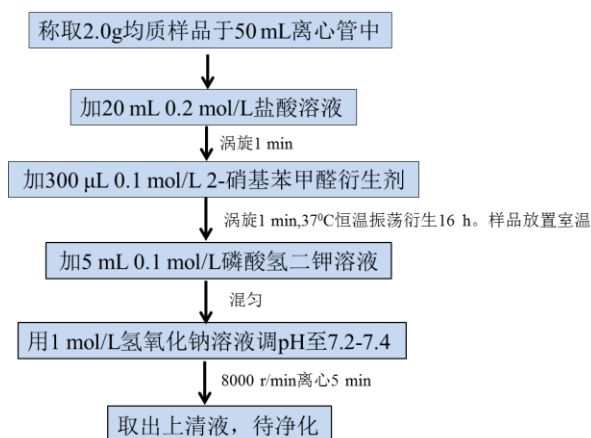 称取2.0g均质样品于50 mL离心管中
加20 mL 0.2 mol/L盐酸溶液
涡旋1 min
加300 μL 0.1 mol/L 2-硝基苯甲醛衍生剂
涡旋1 min,37⁰C恒温振荡衍生16 h。样品放置室温
加5 mL 0.1 mol/L磷酸氢二钾溶液
混匀
用1 mol/L氢氧化钠溶液调pH至7.2-7.4
8000 r/min离心5 min
取出上清液，待净化